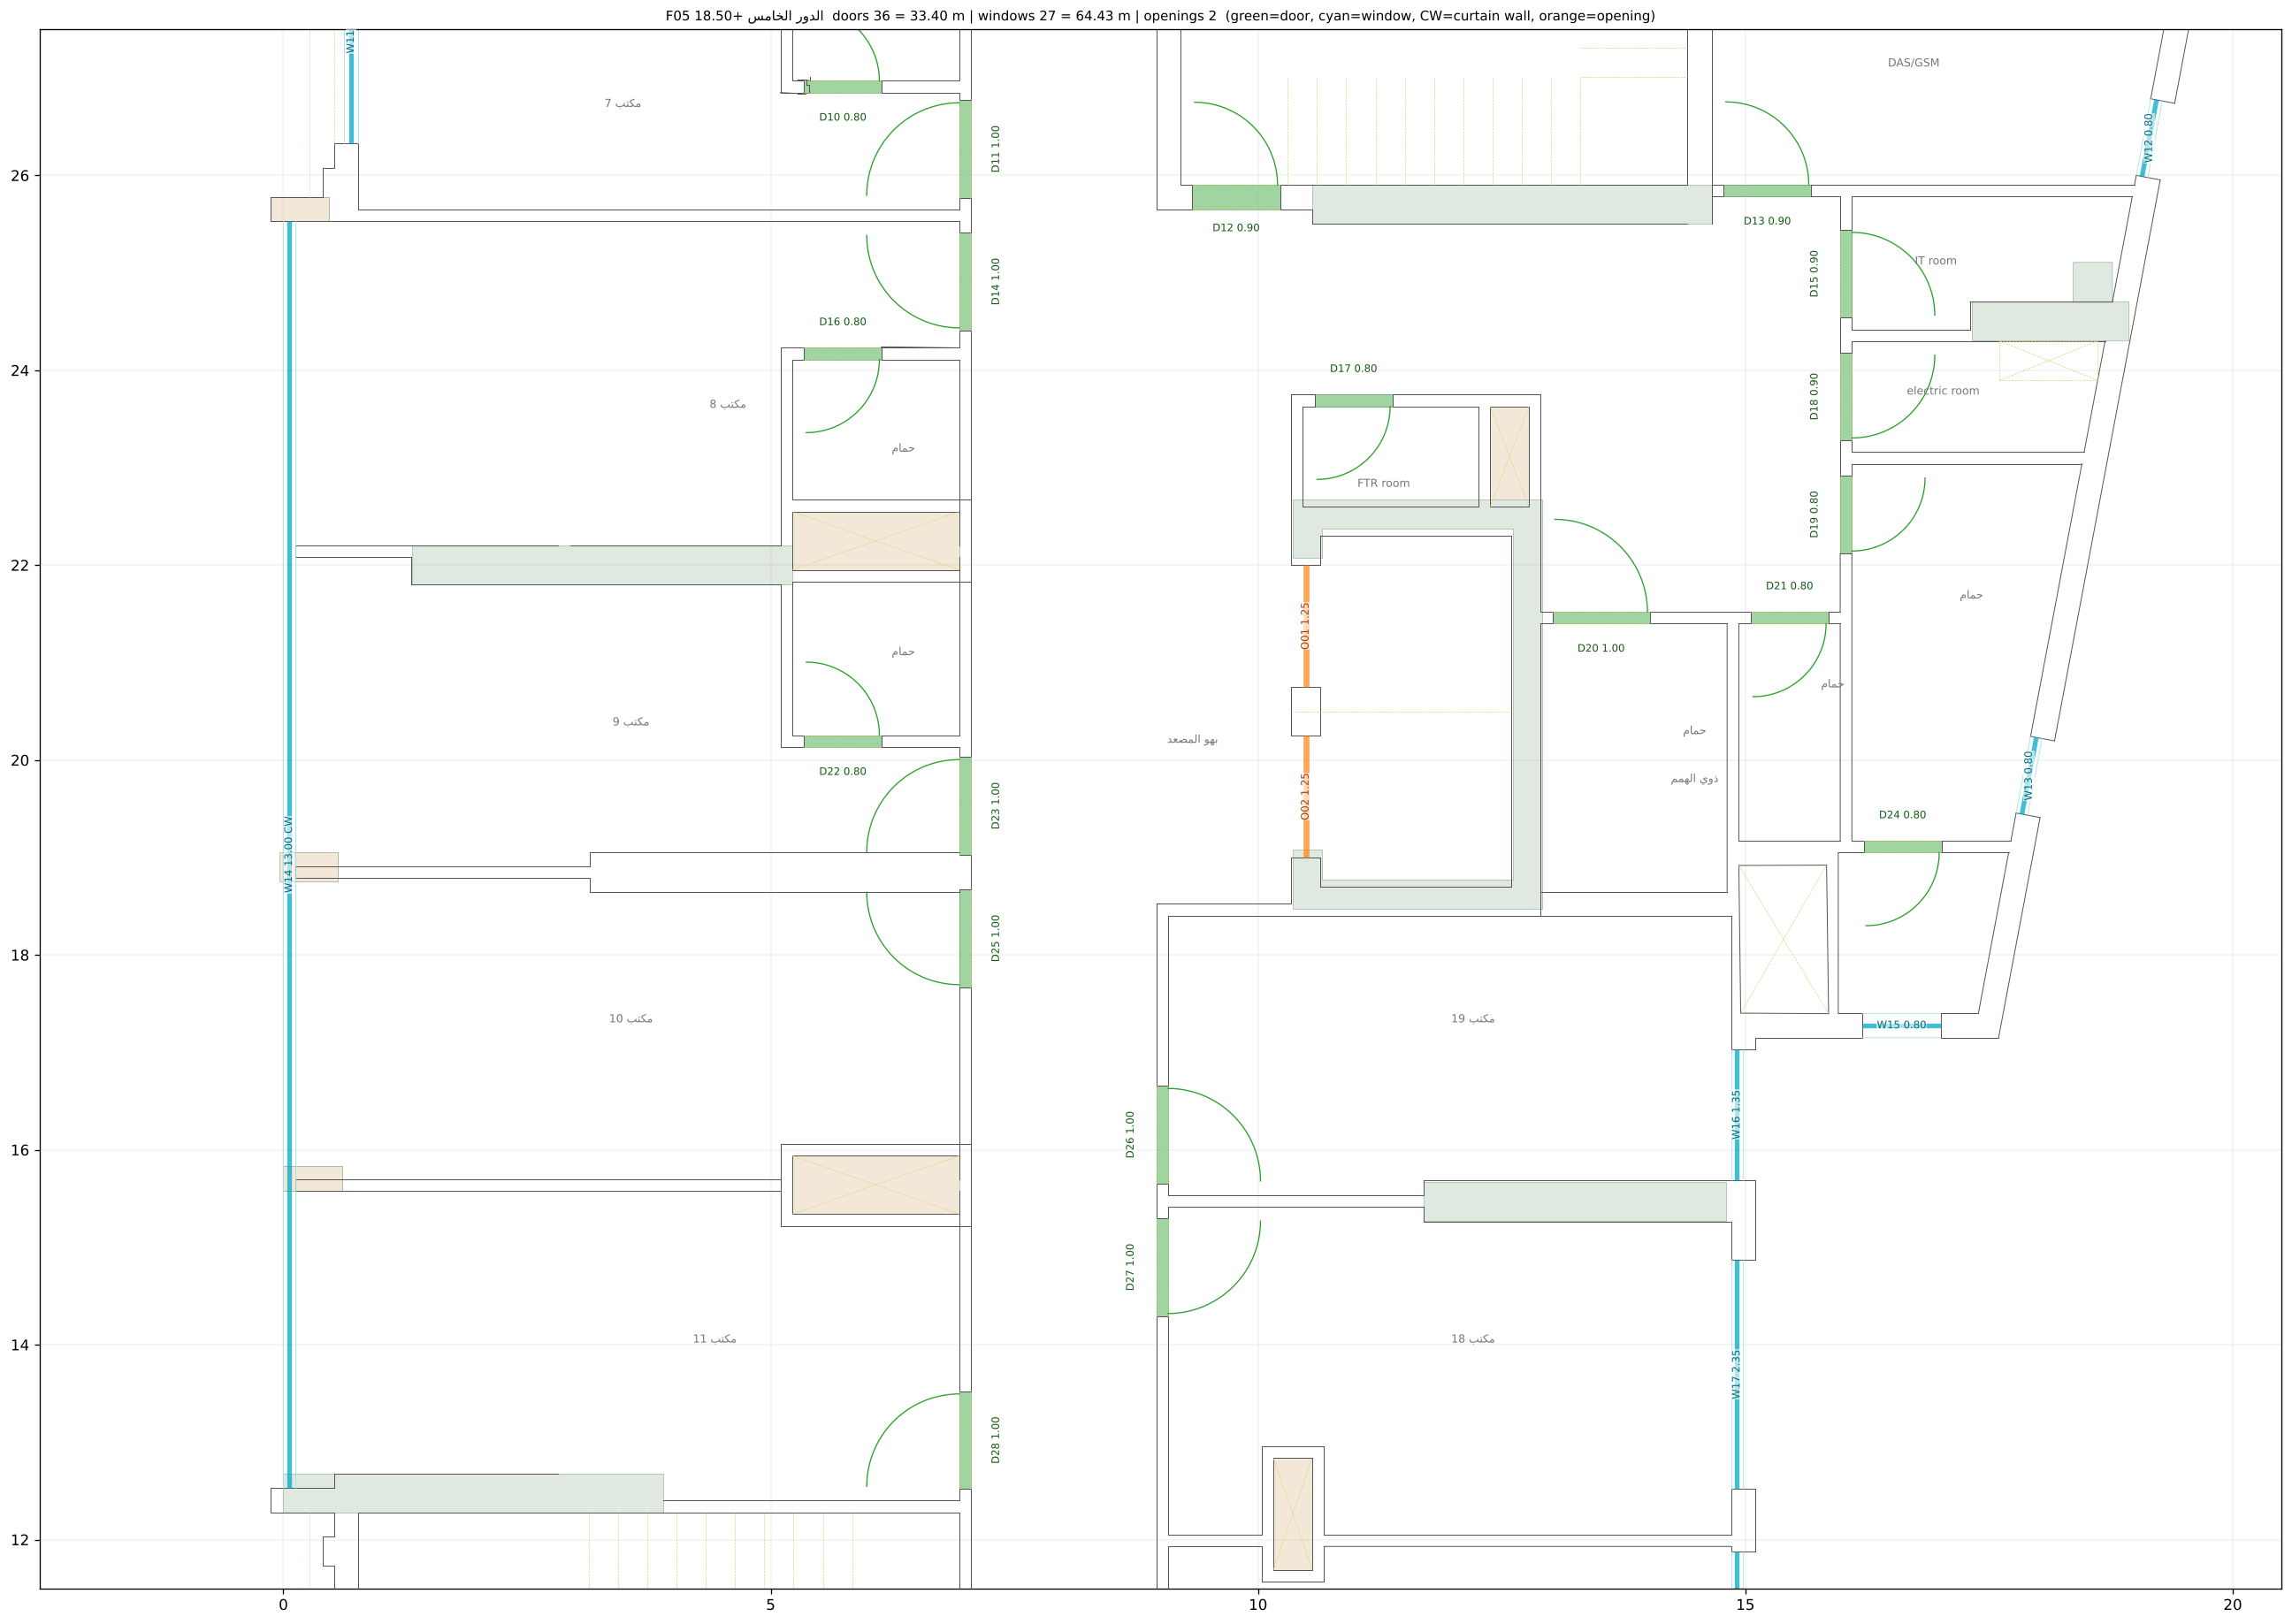 F05 18.50+ الدور الخامس doors 36 = 33.40 m | windows 27 = 64.43 m | openings 2 (green=door, cyan=window, CW=curtain wall, orange=opening)
W11
DAS/GSM
مكتب 7
D10 0.80
D11 1.00
W12 0.80
26
D12 0.90
D13 0.90
D14 1.00
D15 0.90
IT room
D16 0.80
24
D17 0.80
D18 0.90
electric room
مكتب 8
حمام
FTR room
D19 0.80
22
D21 0.80
حمام
O01 1.25
D20 1.00
حمام
حمام
مكتب 9
حمام
ذوي الهمم
بهو المصعد
20
D22 0.80
D23 1.00
O02 1.25
W13 0.80
D24 0.80
W14 13.00 CW
D25 1.00
18
مكتب 10
مكتب 19
W15 0.80
D26 1.00
W16 1.35
16
D27 1.00
14
مكتب 11
مكتب 18
W17 2.35
D28 1.00
12
0
5
10
15
20